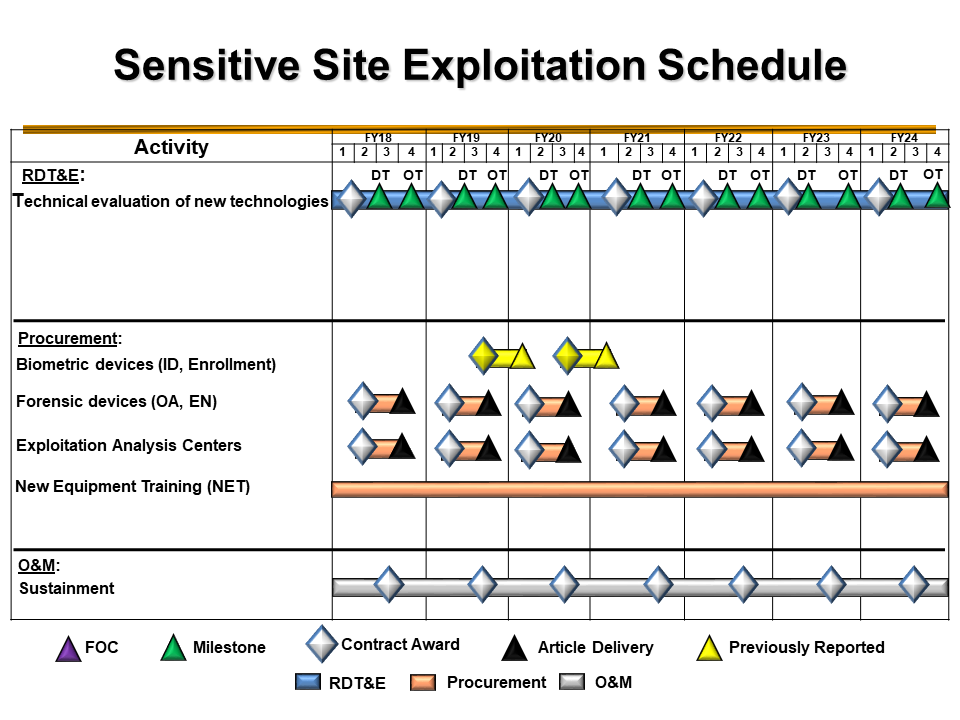 Sensitive Site Exploitation Schedule
Activity
FY18 FY19 FY20 FY21 FY22 FY23 FY24
1 2 3 4 1 2 3 4 1 2 3 4 1 2 3 4 1 2 3 4 1 2 3 4 1 2 3 4
RDT&E:
DT OT DT OT DT OT DT OT DT OT DT OT DT OT
Technical evaluation of new technologies
Procurement:
Biometric devices (ID, Enrollment)
Forensic devices (OA, EN)
Exploitation Analysis Centers
New Equipment Training (NET)
O&M:
Sustainment
FOC Milestone Contract Award Article Delivery Previously Reported
RDT&E Procurement O&M